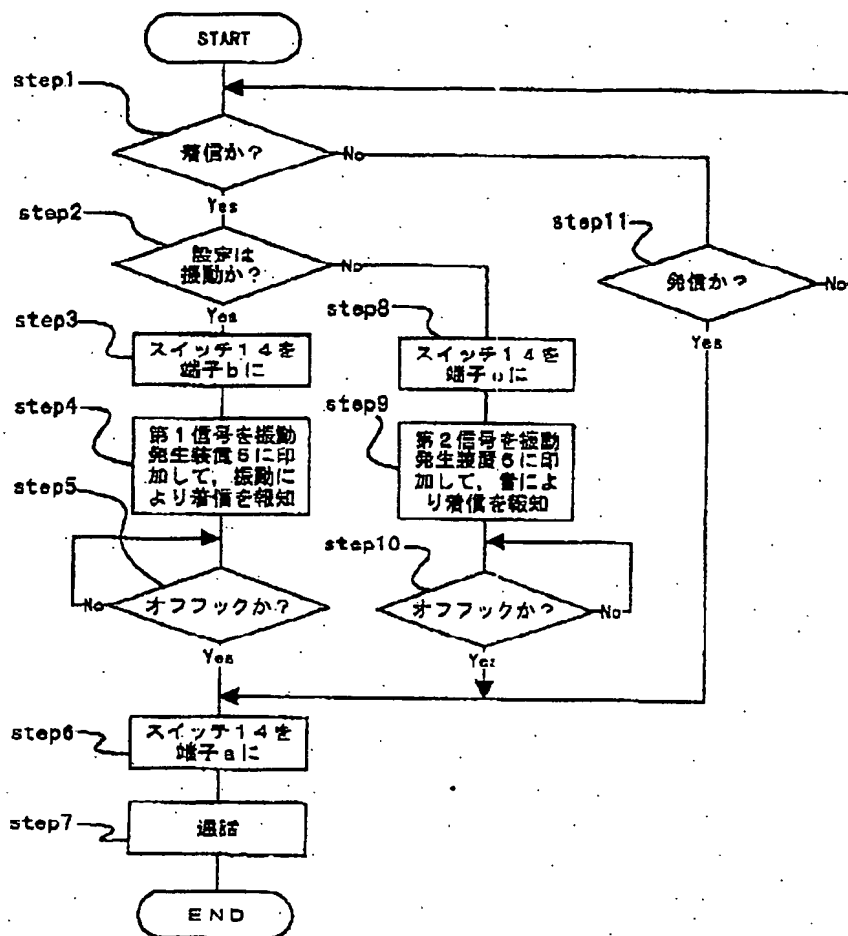 START
step1
着信か?
No
Yes
step2
設定は
振動か?
No
Yes
step11
発信か?
No
Yes
step3
スイッチ14を
端子bに
step8
スイッチ14を
端子
に
step4
第1信号を振動
発生装置6に印
加して,振動に
より着信を報知
step9
第2信号を振動
発生装置6に印
加して,音によ
り着信を報知
step5
オフフックか?
No
Yes
step10
オフフックか?
No
Yes
step6
スイッチ14を
端子aに
step7
通話
END